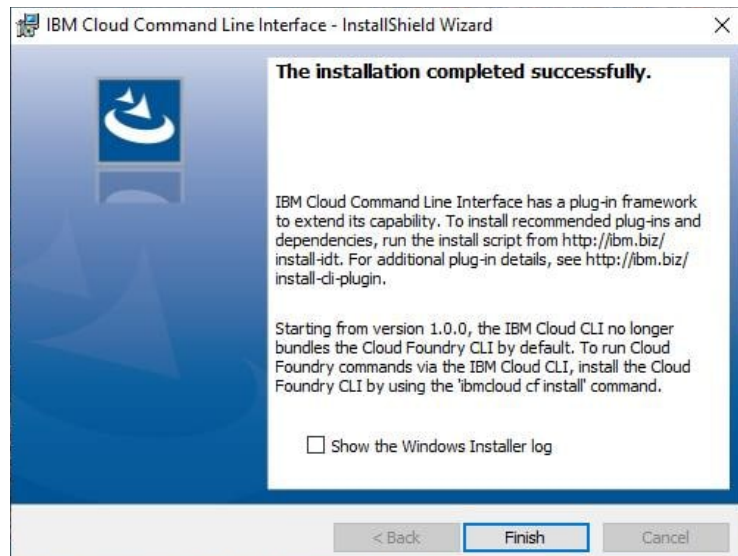 IBM Cloud Command Line Interface - InstallShield Wizard
The installation completed successfully.
IBM Cloud Command Line Interface has a plug-in framework
to extend its capability. To install recommended plug-ins and
dependencies, run the install script from http://ibm.biz/
install-idt. For additional plug-in details, see http://ibm.biz/
install-cli-plugin.
Starting from version 1.0.0, the IBM Cloud CLI no longer
bundles the Cloud Foundry CLI by default. To run Cloud
Foundry commands via the IBM Cloud CLI, install the Cloud
Foundry CLI by using the 'ibmcloud cf install' command.
Show the Windows Installer log
< Back Finish Cancel